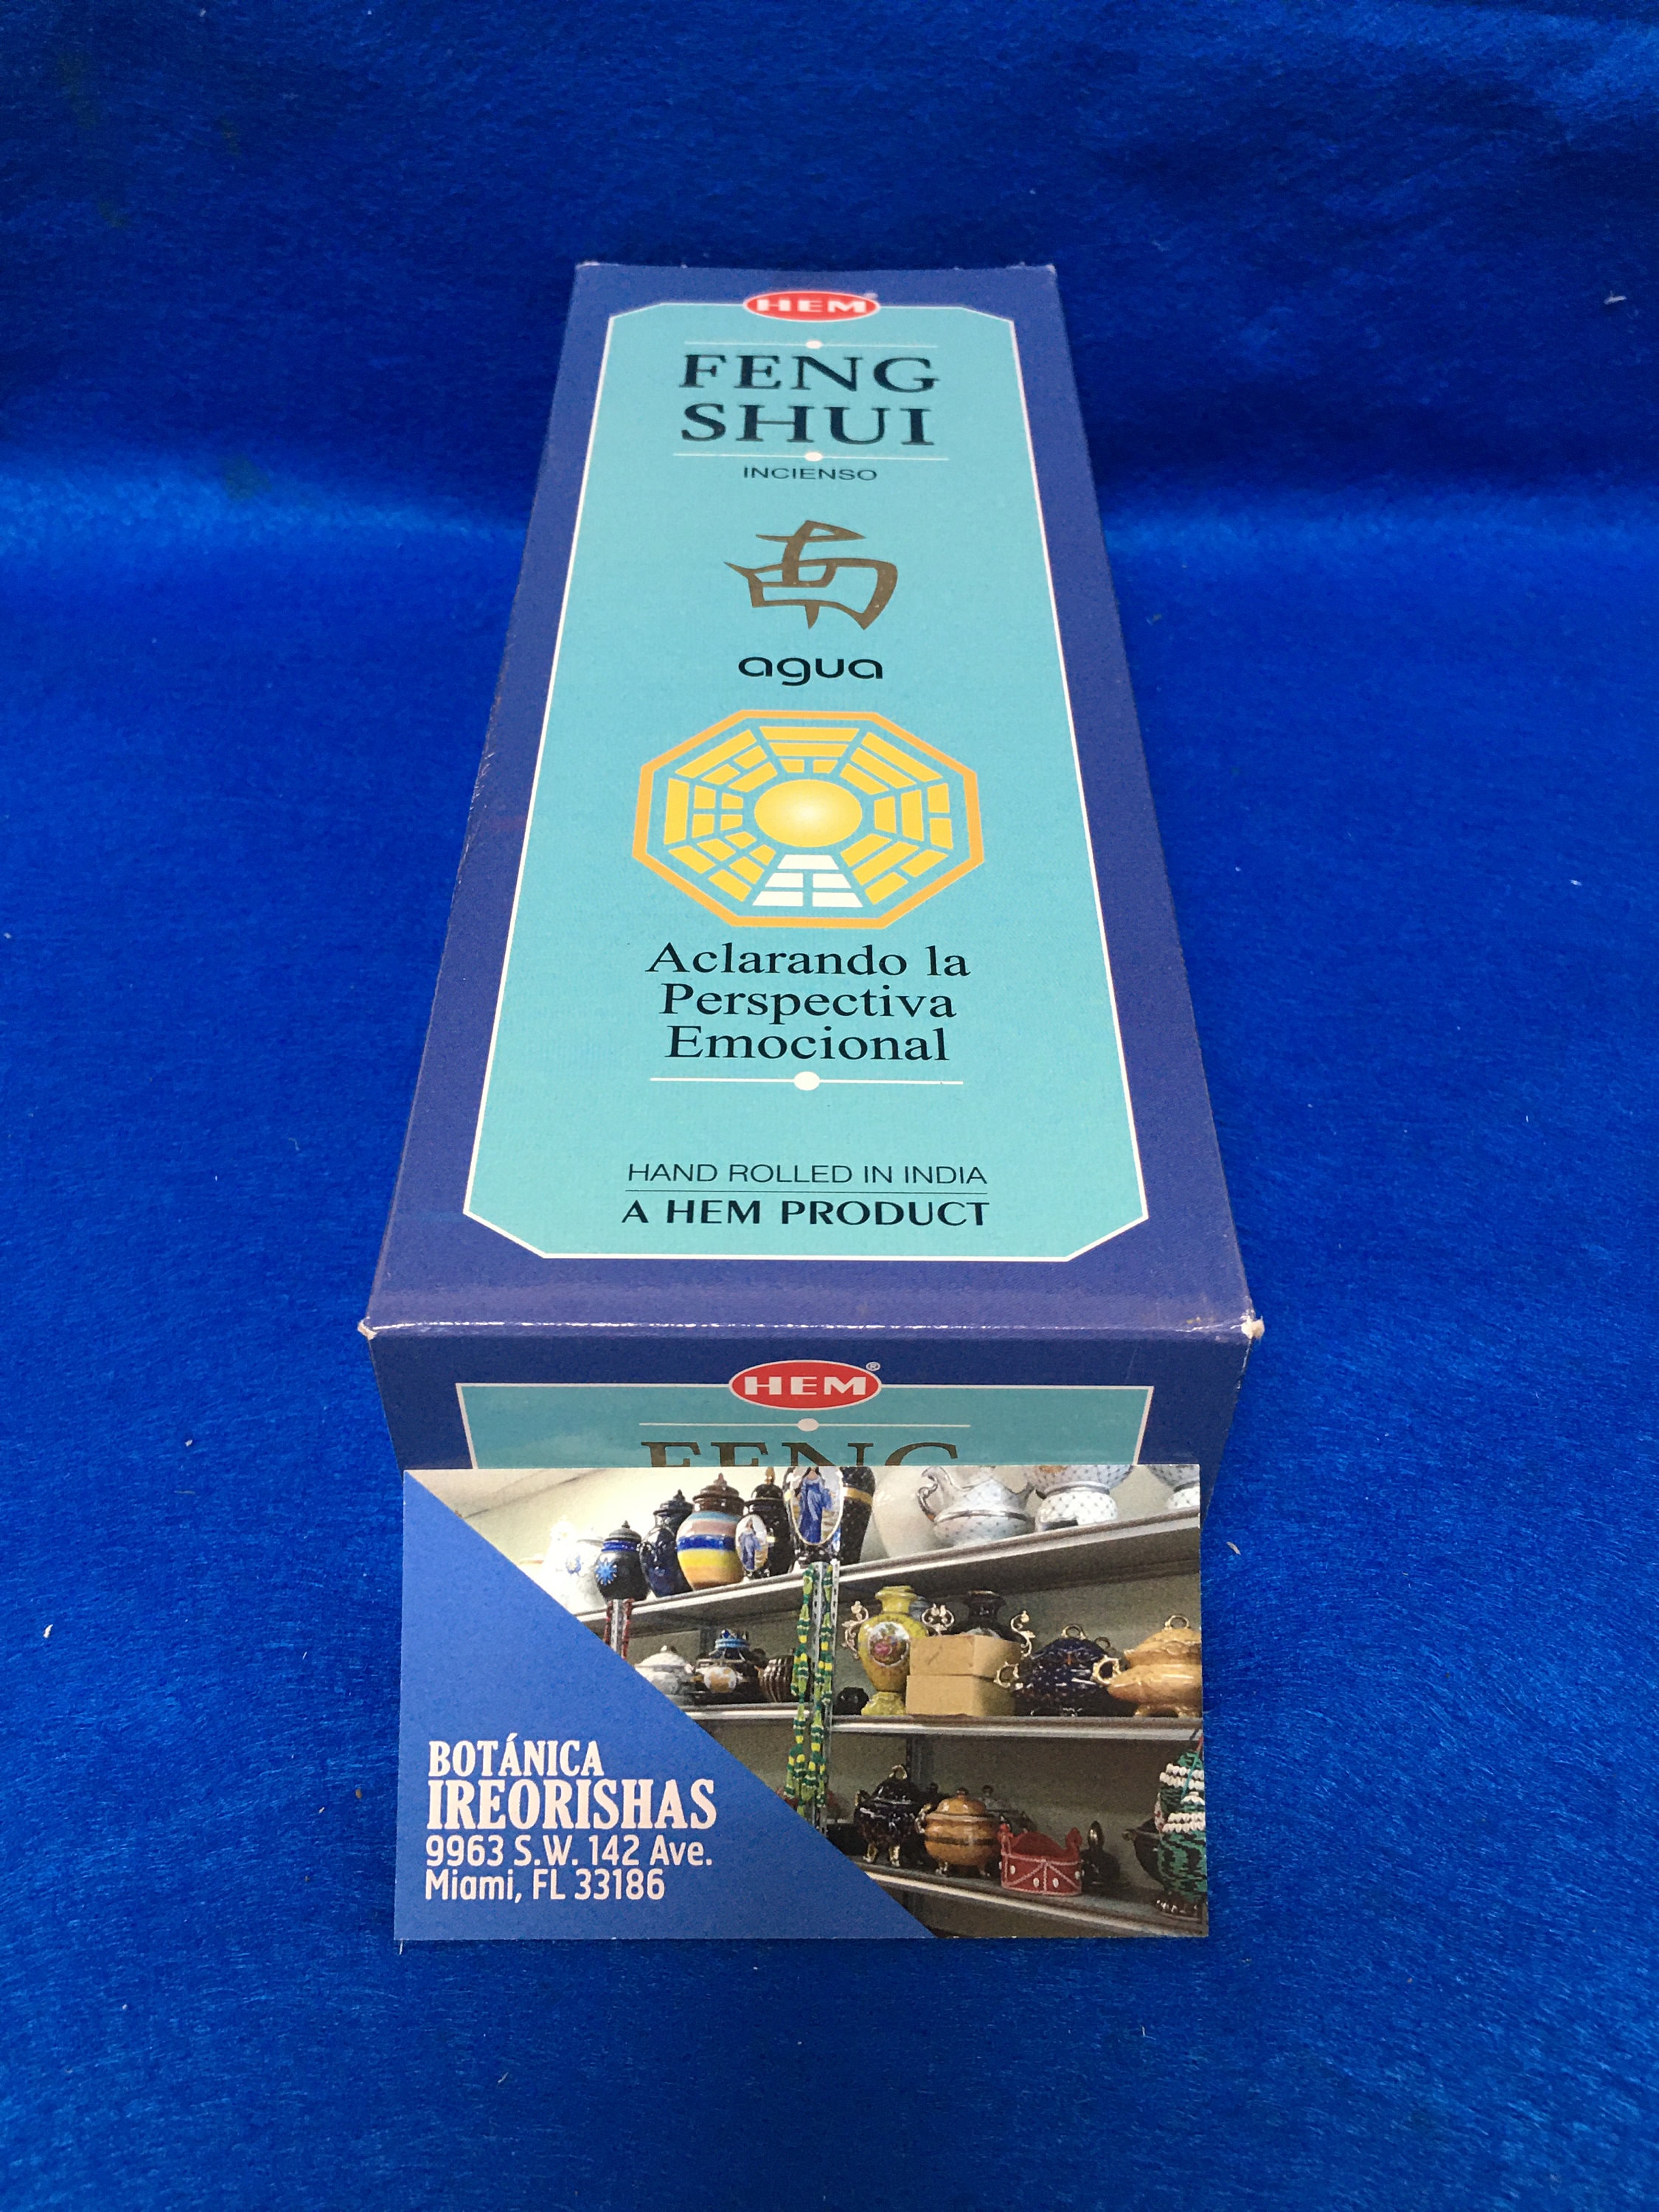 HEM®
FENG
SHUI
INCIENSO
agua
Aclarando la
Perspectiva
Emocional
HAND ROLLED IN INDIA
A HEM PRODUCT
HEM®
FENG
BOTÁNICA
IREORISHAS
9963 S.W. 142 Ave.
Miami, FL 33186